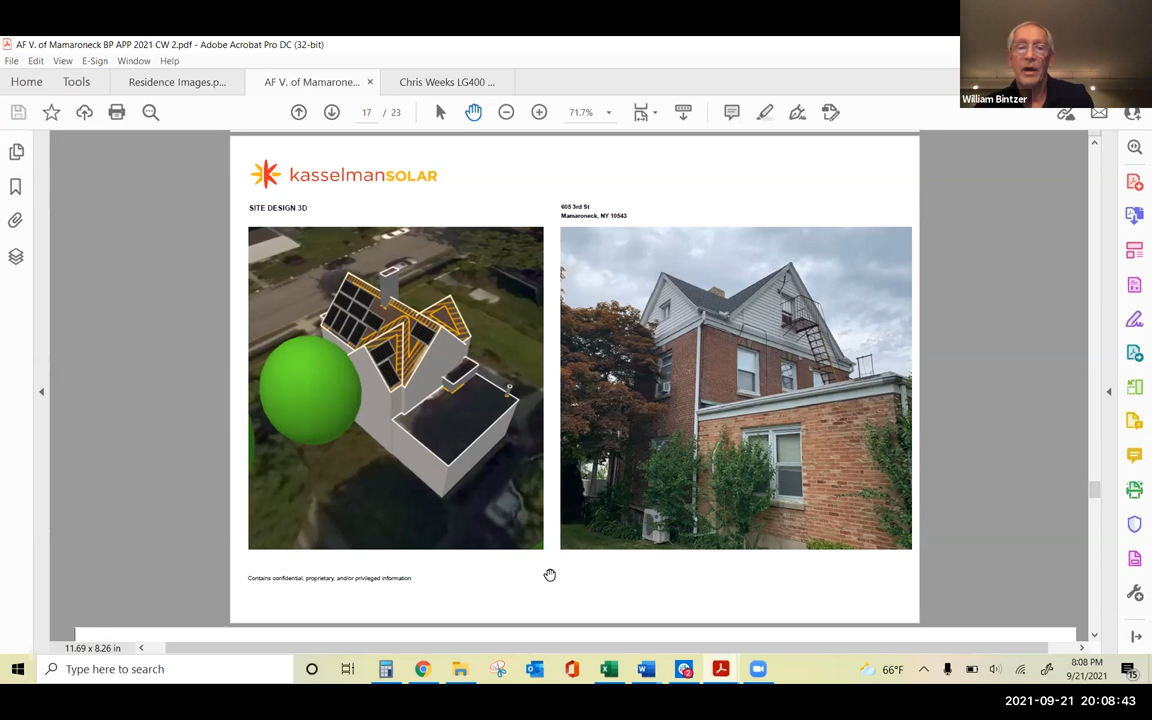 AF V. of Mamaroneck BP APP 2021 CW 2.pdf - Adobe Acrobat Pro DC (32-bit)
File Edit View E-Sign Window Help
Home Tools Residence Images.p... AF V. of Mamarone... × Chris Weeks LG400 ...
17 / 23 71.7%
William Bintzer
kasselmanSOLAR
SITE DESIGN 3D
605 3rd St
Mamaroneck, NY 10543
Contains confidential, proprietary, and/or privileged information
11.69 x 8.26 in
Type here to search
66°F
8:08 PM
9/21/2021
15
2021-09-21 20:08:43